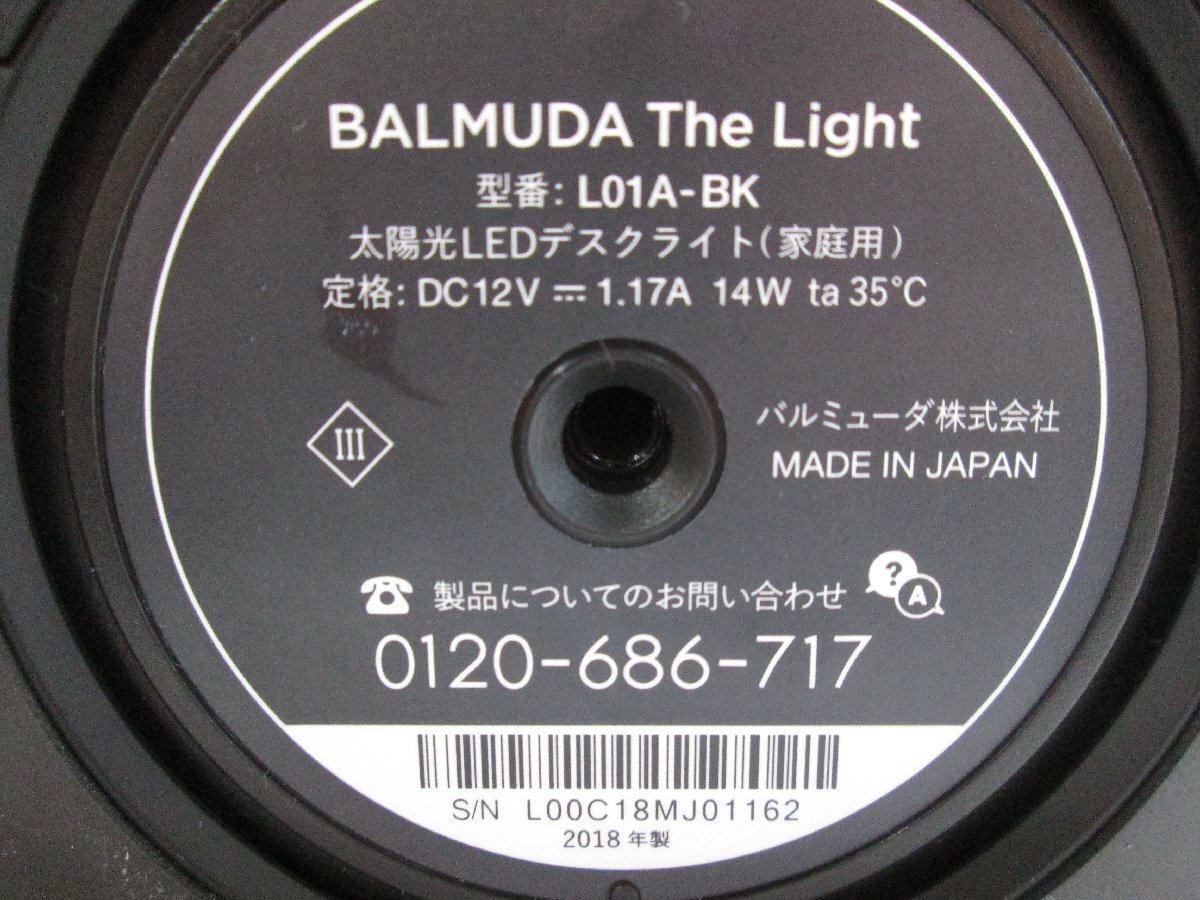 BALMUDA The Light
型番: L01A-BK
太陽光LEDデスクライト(家庭用)
定格: DC12V ⎓ 1.17A 14W ta 35°C
III
バルミューダ株式会社
MADE IN JAPAN
製品についてのお問い合わせ
? A
0120-686-717
S/N L00C18MJ01162
2018 年製